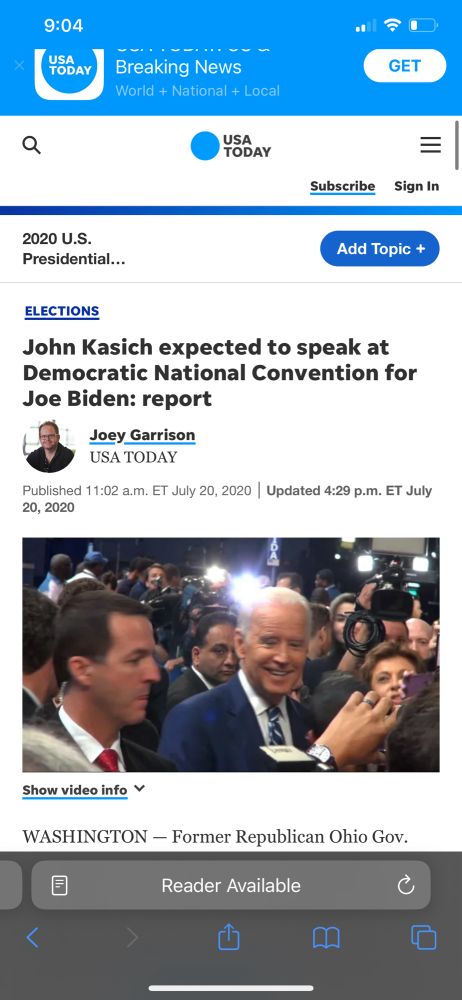 9:04
USA
TODAY
Breaking News
World + National + Local
GET
USA
TODAY
Subscribe Sign In
2020 U.S.
Presidential...
Add Topic +
ELECTIONS
John Kasich expected to speak at
Democratic National Convention for
Joe Biden: report
Joey Garrison
USA TODAY
Published 11:02 a.m. ET July 20, 2020 | Updated 4:29 p.m. ET July
20, 2020
Show video info
WASHINGTON — Former Republican Ohio Gov.
Reader Available